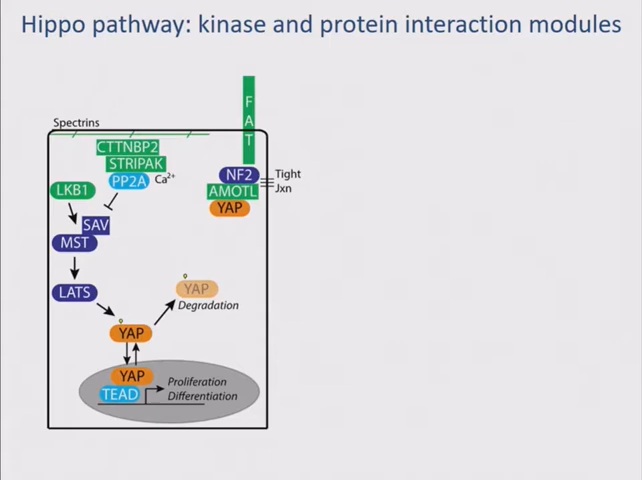 Hippo pathway: kinase and protein interaction modules
F
A
T
Spectrins
CTTNBP2
STRIPAK
PP2A Ca2+
NF2
Tight
Jxn
LKB1
AMOTL
YAP
SAV
MST
LATS
YAP
Degradation
YAP
YAP
TEAD
Proliferation
Differentiation